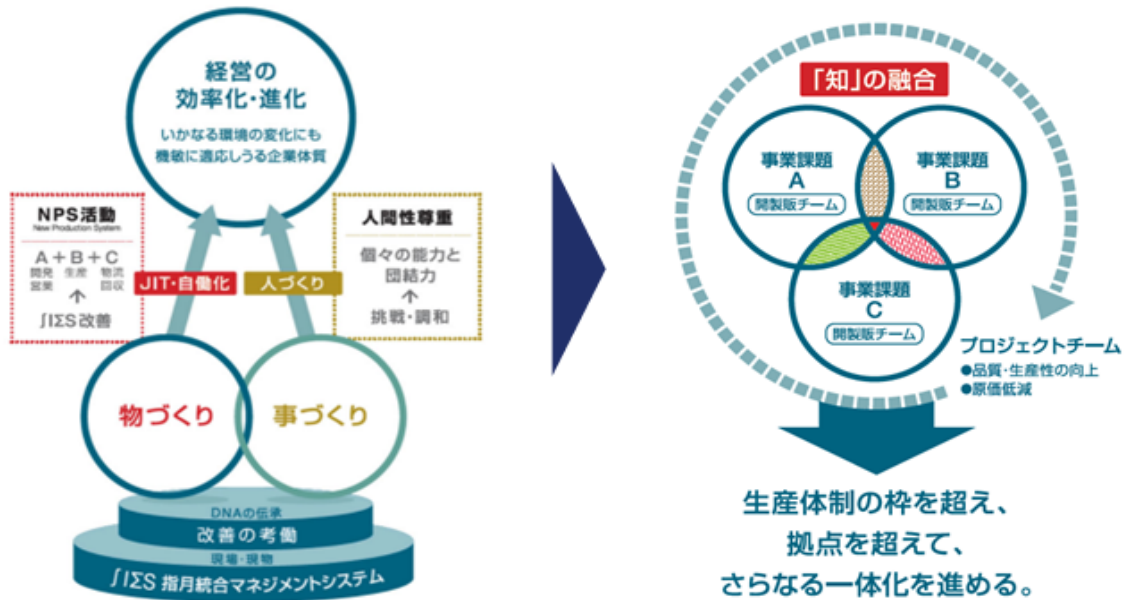 経営の
効率化・進化
いかなる環境の変化にも
機敏に適応しうる企業体質
NPS活動
New Production System
A+B+C
開発 生産 物流
営業 回収
↑
∫IΣS改善
JIT・自働化
人づくり
人間性尊重
個々の能力と
団結力
↑
挑戦・調和
物づくり
事づくり
DNAの伝承
改善の考働
現場・現物
∫IΣS 指月統合マネジメントシステム
「知」の融合
事業課題
A
開製販チーム
事業課題
B
開製販チーム
事業課題
C
開製販チーム
プロジェクトチーム
●品質・生産性の向上
●原価低減
生産体制の枠を超え、
拠点を超えて、
さらなる一体化を進める。